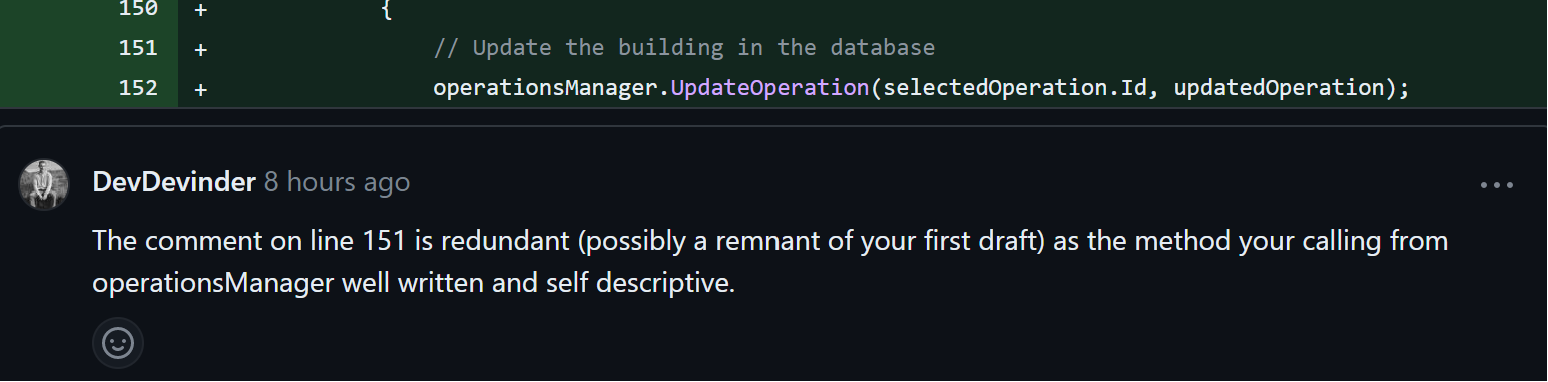 150 + {
151 + // Update the building in the database
152 + operationsManager.UpdateOperation(selectedOperation.Id, updatedOperation);
DevDevinder 8 hours ago
The comment on line 151 is redundant (possibly a remnant of your first draft) as the method your calling from
operationsManager well written and self descriptive.